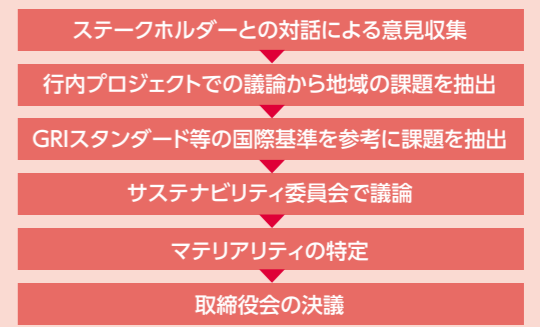 ステークホルダーとの対話による意見収集
行内プロジェクトでの議論から地域の課題を抽出
GRIスタンダード等の国際基準を参考に課題を抽出
サステナビリティ委員会で議論
マテリアリティの特定
取締役会の決議